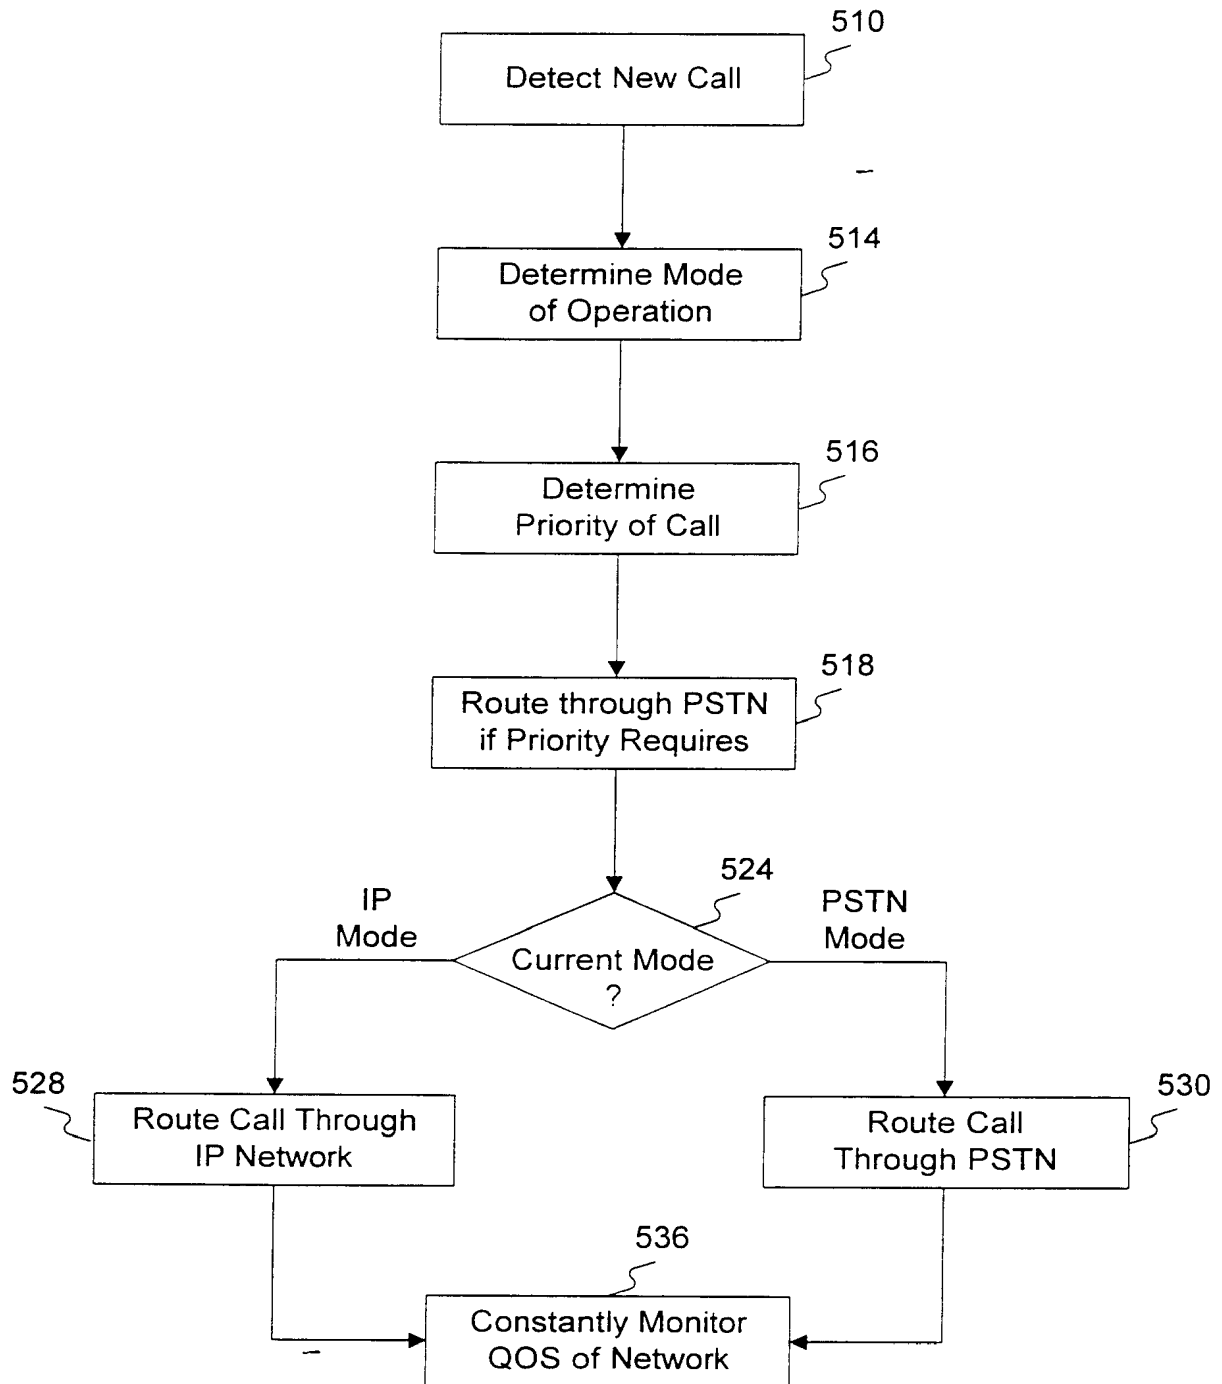 510
Detect New Call
514
Determine Mode
of Operation
516
Determine
Priority of Call
518
Route through PSTN
if Priority Requires
524
IP
Mode
PSTN
Mode
Current Mode
?
528
Route Call Through
IP Network
530
Route Call
Through PSTN
536
Constantly Monitor
QOS of Network